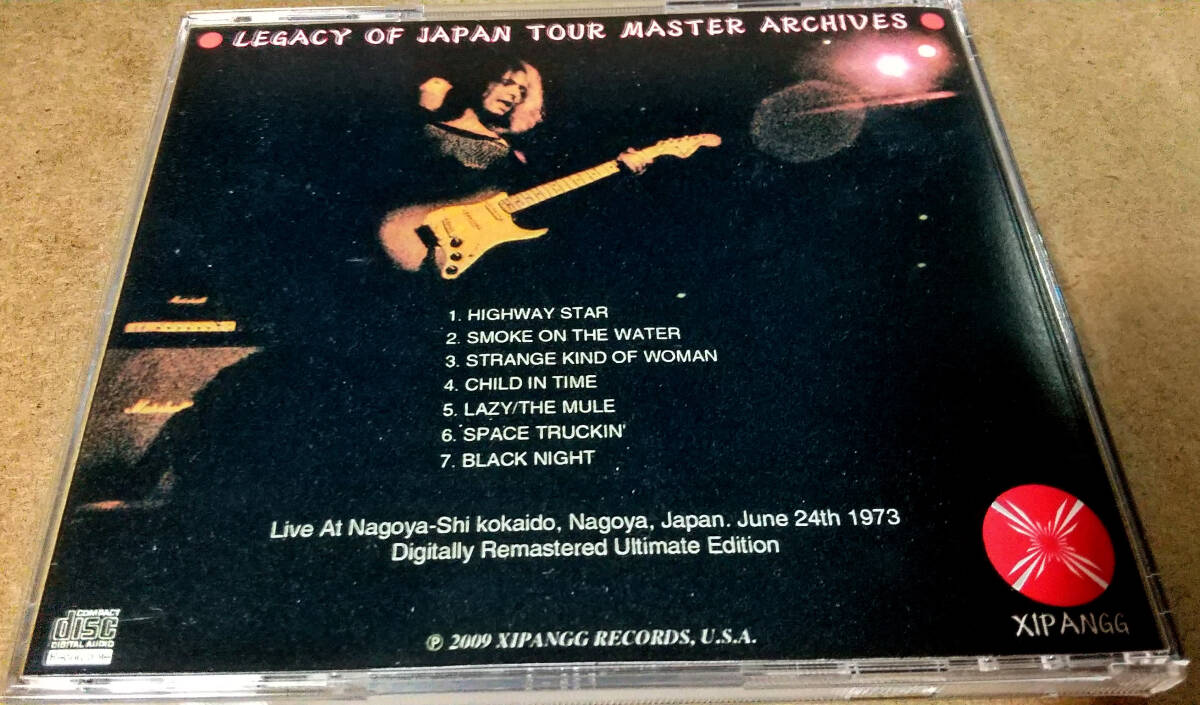 LEGACY OF JAPAN TOUR MASTER ARCHIVES
1. HIGHWAY STAR
2. SMOKE ON THE WATER
3. STRANGE KIND OF WOMAN
4. CHILD IN TIME
5. LAZY/THE MULE
6. SPACE TRUCKIN'
7. BLACK NIGHT
Live At Nagoya-Shi kokaido, Nagoya, Japan. June 24th 1973
Digitally Remastered Ultimate Edition
XIPANGG
COMPACT
disc
DIGITAL AUDIO
℗ 2009 XIPANGG RECORDS, U.S.A.